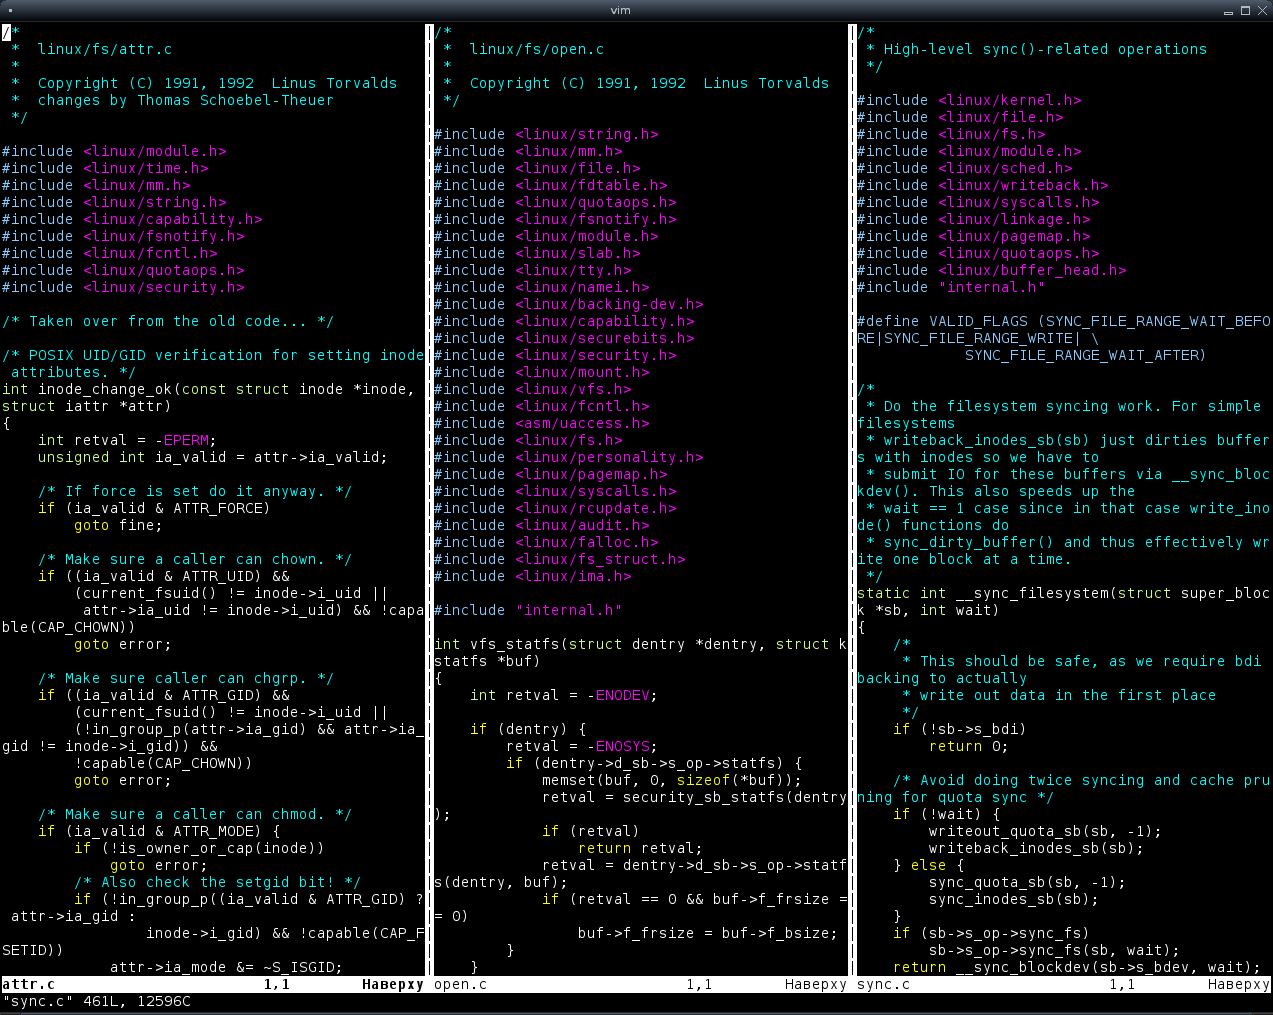 vim
/*
 *  linux/fs/attr.c
 *
 *  Copyright (C) 1991, 1992  Linus Torvalds
 *  changes by Thomas Schoebel-Theuer
 */

#include <linux/module.h>
#include <linux/time.h>
#include <linux/mm.h>
#include <linux/string.h>
#include <linux/capability.h>
#include <linux/fsnotify.h>
#include <linux/fcntl.h>
#include <linux/quotaops.h>
#include <linux/security.h>

/* Taken over from the old code... */

/* POSIX UID/GID verification for setting inode
 attributes. */
int inode_change_ok(const struct inode *inode,
struct iattr *attr)
{
    int retval = -EPERM;
    unsigned int ia_valid = attr->ia_valid;

    /* If force is set do it anyway. */
    if (ia_valid & ATTR_FORCE)
        goto fine;

    /* Make sure a caller can chown. */
    if ((ia_valid & ATTR_UID) &&
        (current_fsuid() != inode->i_uid ||
         attr->ia_uid != inode->i_uid) && !capa
ble(CAP_CHOWN))
        goto error;

    /* Make sure caller can chgrp. */
    if ((ia_valid & ATTR_GID) &&
        (current_fsuid() != inode->i_uid ||
        (!in_group_p(attr->ia_gid) && attr->ia_
gid != inode->i_gid)) &&
        !capable(CAP_CHOWN))
        goto error;

    /* Make sure a caller can chmod. */
    if (ia_valid & ATTR_MODE) {
        if (!is_owner_or_cap(inode))
            goto error;
        /* Also check the setgid bit! */
        if (!in_group_p((ia_valid & ATTR_GID) ?
 attr->ia_gid :
                inode->i_gid) && !capable(CAP_F
SETID))
            attr->ia_mode &= ~S_ISGID;
attr.c 1,1 Наверху
/*
 *  linux/fs/open.c
 *
 *  Copyright (C) 1991, 1992  Linus Torvalds
 */

#include <linux/string.h>
#include <linux/mm.h>
#include <linux/file.h>
#include <linux/fdtable.h>
#include <linux/quotaops.h>
#include <linux/fsnotify.h>
#include <linux/module.h>
#include <linux/slab.h>
#include <linux/tty.h>
#include <linux/namei.h>
#include <linux/backing-dev.h>
#include <linux/capability.h>
#include <linux/securebits.h>
#include <linux/security.h>
#include <linux/mount.h>
#include <linux/vfs.h>
#include <linux/fcntl.h>
#include <asm/uaccess.h>
#include <linux/fs.h>
#include <linux/personality.h>
#include <linux/pagemap.h>
#include <linux/syscalls.h>
#include <linux/rcupdate.h>
#include <linux/audit.h>
#include <linux/falloc.h>
#include <linux/fs_struct.h>
#include <linux/ima.h>

#include "internal.h"

int vfs_statfs(struct dentry *dentry, struct k
statfs *buf)
{
    int retval = -ENODEV;

    if (dentry) {
        retval = -ENOSYS;
        if (dentry->d_sb->s_op->statfs) {
            memset(buf, 0, sizeof(*buf));
            retval = security_sb_statfs(dentry
);
            if (retval)
                return retval;
            retval = dentry->d_sb->s_op->statf
s(dentry, buf);
            if (retval == 0 && buf->f_frsize =
= 0)
                buf->f_frsize = buf->f_bsize;
        }
    }
open.c 1,1 Наверху
/*
 * High-level sync()-related operations
 */

#include <linux/kernel.h>
#include <linux/file.h>
#include <linux/fs.h>
#include <linux/module.h>
#include <linux/sched.h>
#include <linux/writeback.h>
#include <linux/syscalls.h>
#include <linux/linkage.h>
#include <linux/pagemap.h>
#include <linux/quotaops.h>
#include <linux/buffer_head.h>
#include "internal.h"

#define VALID_FLAGS (SYNC_FILE_RANGE_WAIT_BEFO
RE|SYNC_FILE_RANGE_WRITE| \
            SYNC_FILE_RANGE_WAIT_AFTER)

/*
 * Do the filesystem syncing work. For simple
filesystems
 * writeback_inodes_sb(sb) just dirties buffer
s with inodes so we have to
 * submit IO for these buffers via __sync_bloc
kdev(). This also speeds up the
 * wait == 1 case since in that case write_ino
de() functions do
 * sync_dirty_buffer() and thus effectively wr
ite one block at a time.
 */
static int __sync_filesystem(struct super_bloc
k *sb, int wait)
{
    /*
     * This should be safe, as we require bdi
backing to actually
     * write out data in the first place
     */
    if (!sb->s_bdi)
        return 0;

    /* Avoid doing twice syncing and cache pru
ning for quota sync */
    if (!wait) {
        writeout_quota_sb(sb, -1);
        writeback_inodes_sb(sb);
    } else {
        sync_quota_sb(sb, -1);
        sync_inodes_sb(sb);
    }
    if (sb->s_op->sync_fs)
        sb->s_op->sync_fs(sb, wait);
    return __sync_blockdev(sb->s_bdev, wait);
sync.c 1,1 Наверху
"sync.c" 461L, 12596C